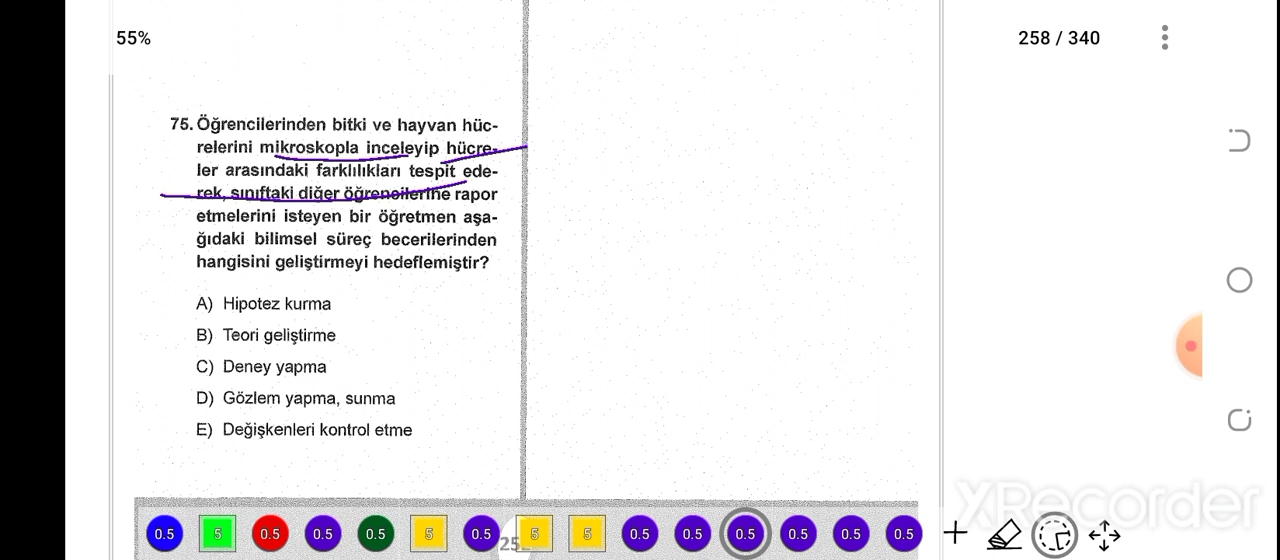 55%
258 / 340
75. Öğrencilerinden bitki ve hayvan hüc-
relerini mikroskopla inceleyip hücre-
ler arasındaki farklılıkları tespit ede-
rek, sınıftaki diğer öğrencilerine rapor
etmelerini isteyen bir öğretmen aşa-
ğıdaki bilimsel süreç becerilerinden
hangisini geliştirmeyi hedeflemiştir?
A) Hipotez kurma
B) Teori geliştirme
C) Deney yapma
D) Gözlem yapma, sunma
E) Değişkenleri kontrol etme
XRecorder
0.5 5 0.5 0.5 0.5 5 0.5 5 5 0.5 0.5 0.5 0.5 0.5 0.5